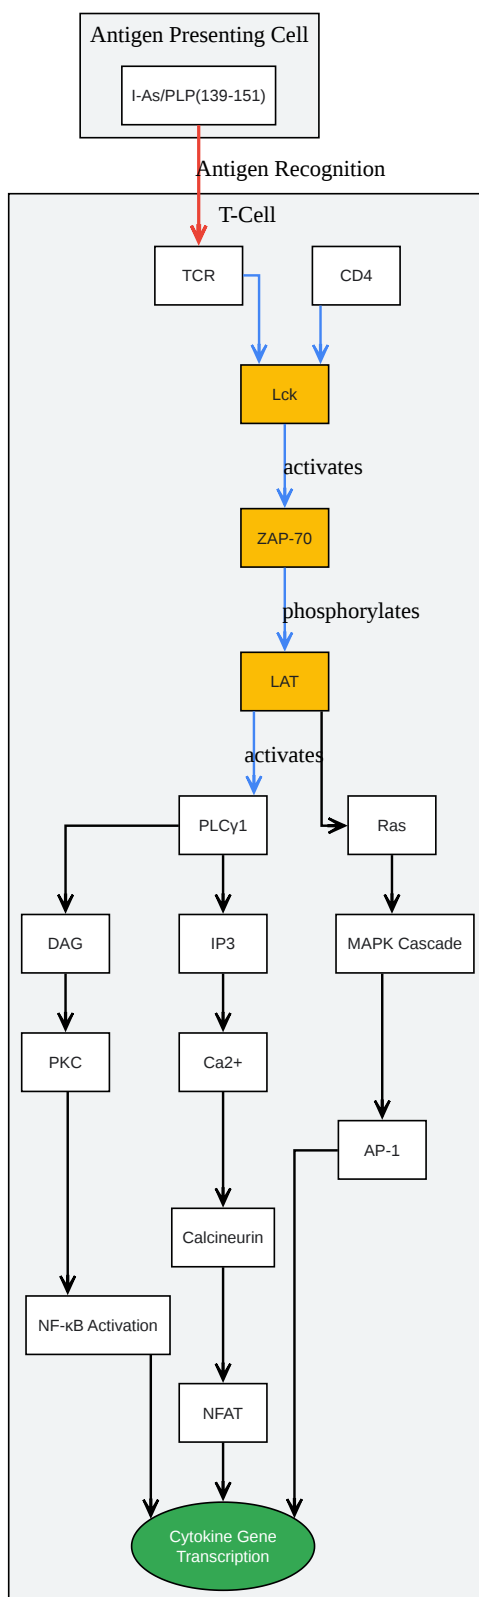 Antigen Presenting Cell
I-As/PLP(139-151)
Antigen Recognition
T-Cell
TCR
CD4
Lck
activates
ZAP-70
phosphorylates
LAT
activates
PLCγ1
Ras
DAG
IP3
MAPK Cascade
PKC
Ca2+
AP-1
Calcineurin
NF-κB Activation
NFAT
Cytokine Gene
Transcription